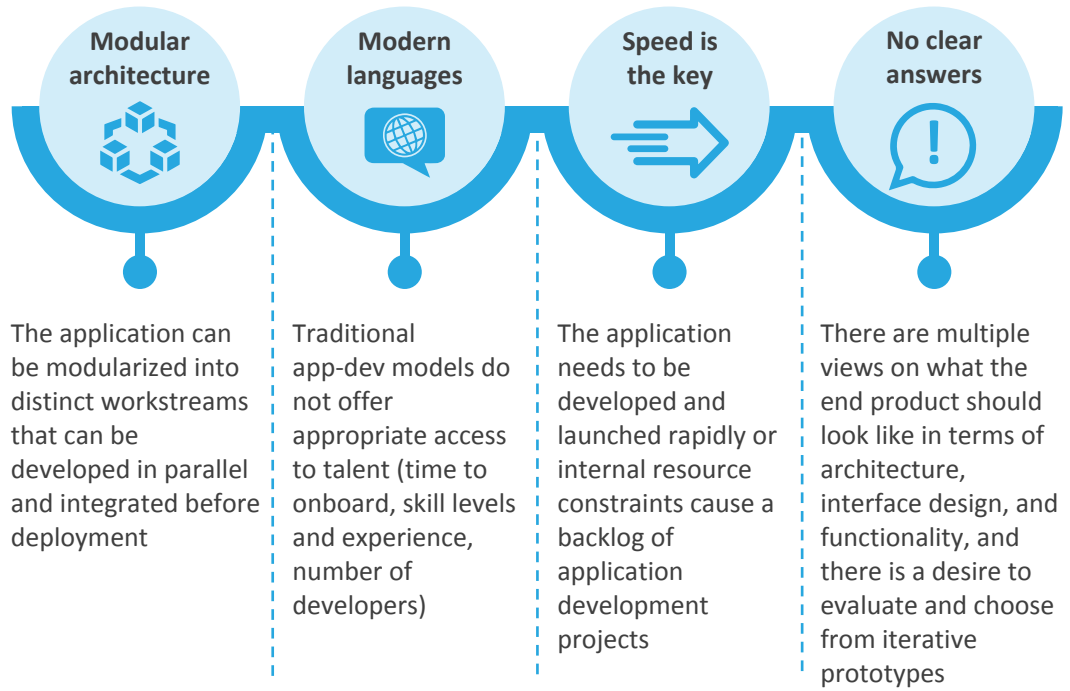 Modular
architecture
Modern
languages
Speed is
the key
No clear
answers
The application can
be modularized into
distinct workstreams
that can be
developed in parallel
and integrated before
deployment
Traditional
app-dev models do
not offer
appropriate access
to talent (time to
onboard, skill levels
and experience,
number of
developers)
The application
needs to be
developed and
launched rapidly or
internal resource
constraints cause a
backlog of
application
development
projects
There are multiple
views on what the
end product should
look like in terms of
architecture,
interface design, and
functionality, and
there is a desire to
evaluate and choose
from iterative
prototypes